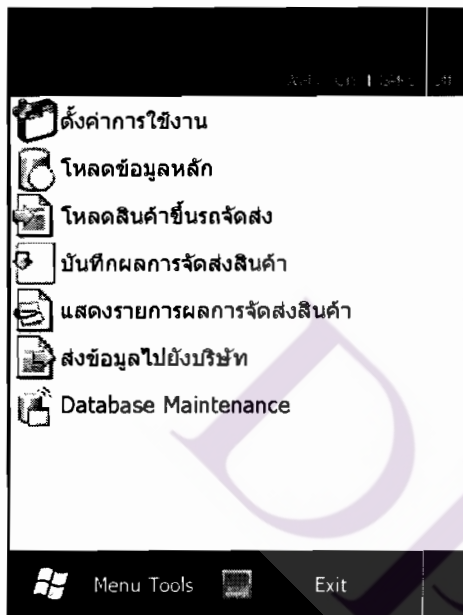 ตั้งค่าการใช้งาน
โหลดข้อมูลหลัก
โหลดสินค้าขึ้นรถจัดส่ง
บันทึกผลการจัดส่งสินค้า
แสดงรายการผลการจัดส่งสินค้า
ส่งข้อมูลไปยังบริษัท
Database Maintenance
Menu Tools Exit